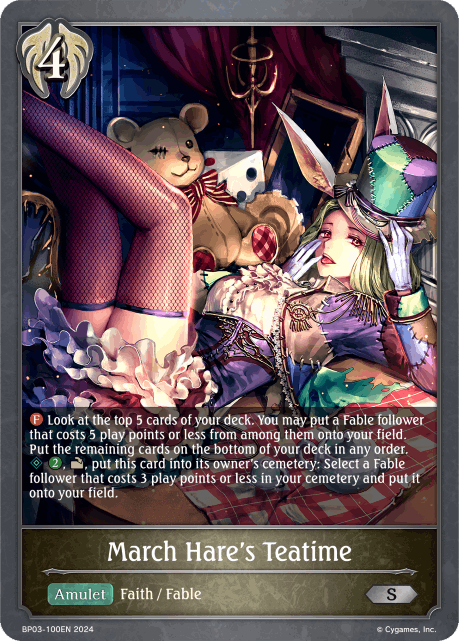 4
F Look at the top 5 cards of your deck. You may put a Fable follower
that costs 5 play points or less from among them onto your field.
Put the remaining cards on the bottom of your deck in any order.
2, , put this card into its owner's cemetery: Select a Fable
follower that costs 3 play points or less in your cemetery and put it
onto your field.
March Hare's Teatime
Amulet Faith / Fable
S
BP03-100EN 2024
© Cygames, Inc.